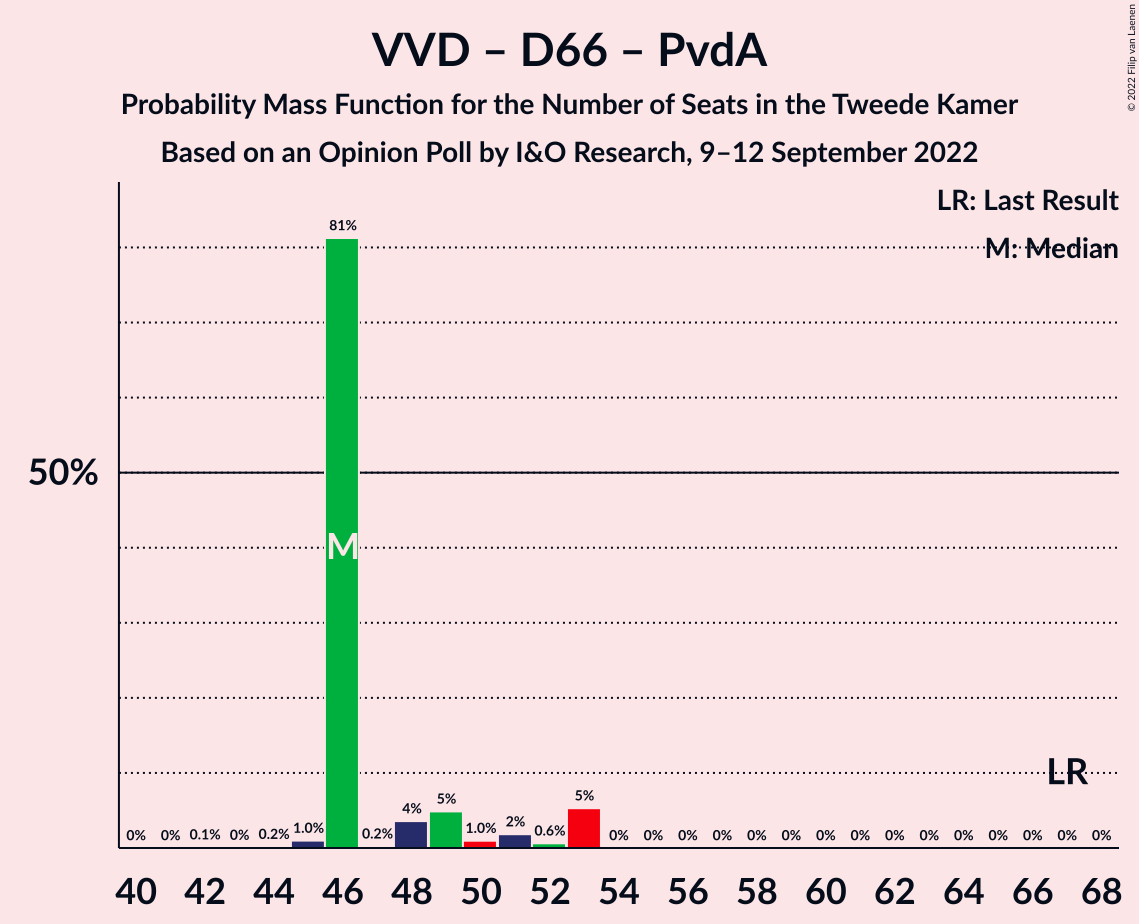 VVD – D66 – PvdA
Probability Mass Function for the Number of Seats in the Tweede Kamer
Based on an Opinion Poll by I&O Research, 9–12 September 2022
© 2022 Filip van Laenen
LR: Last Result
M: Median
81%
50%
M
LR
0% 0% 0.1% 0% 0.2% 1.0% 0.2% 4% 5% 1.0% 2% 0.6% 5% 0% 0% 0% 0% 0% 0% 0% 0% 0% 0% 0% 0% 0% 0% 0%
40 42 44 46 48 50 52 54 56 58 60 62 64 66 68